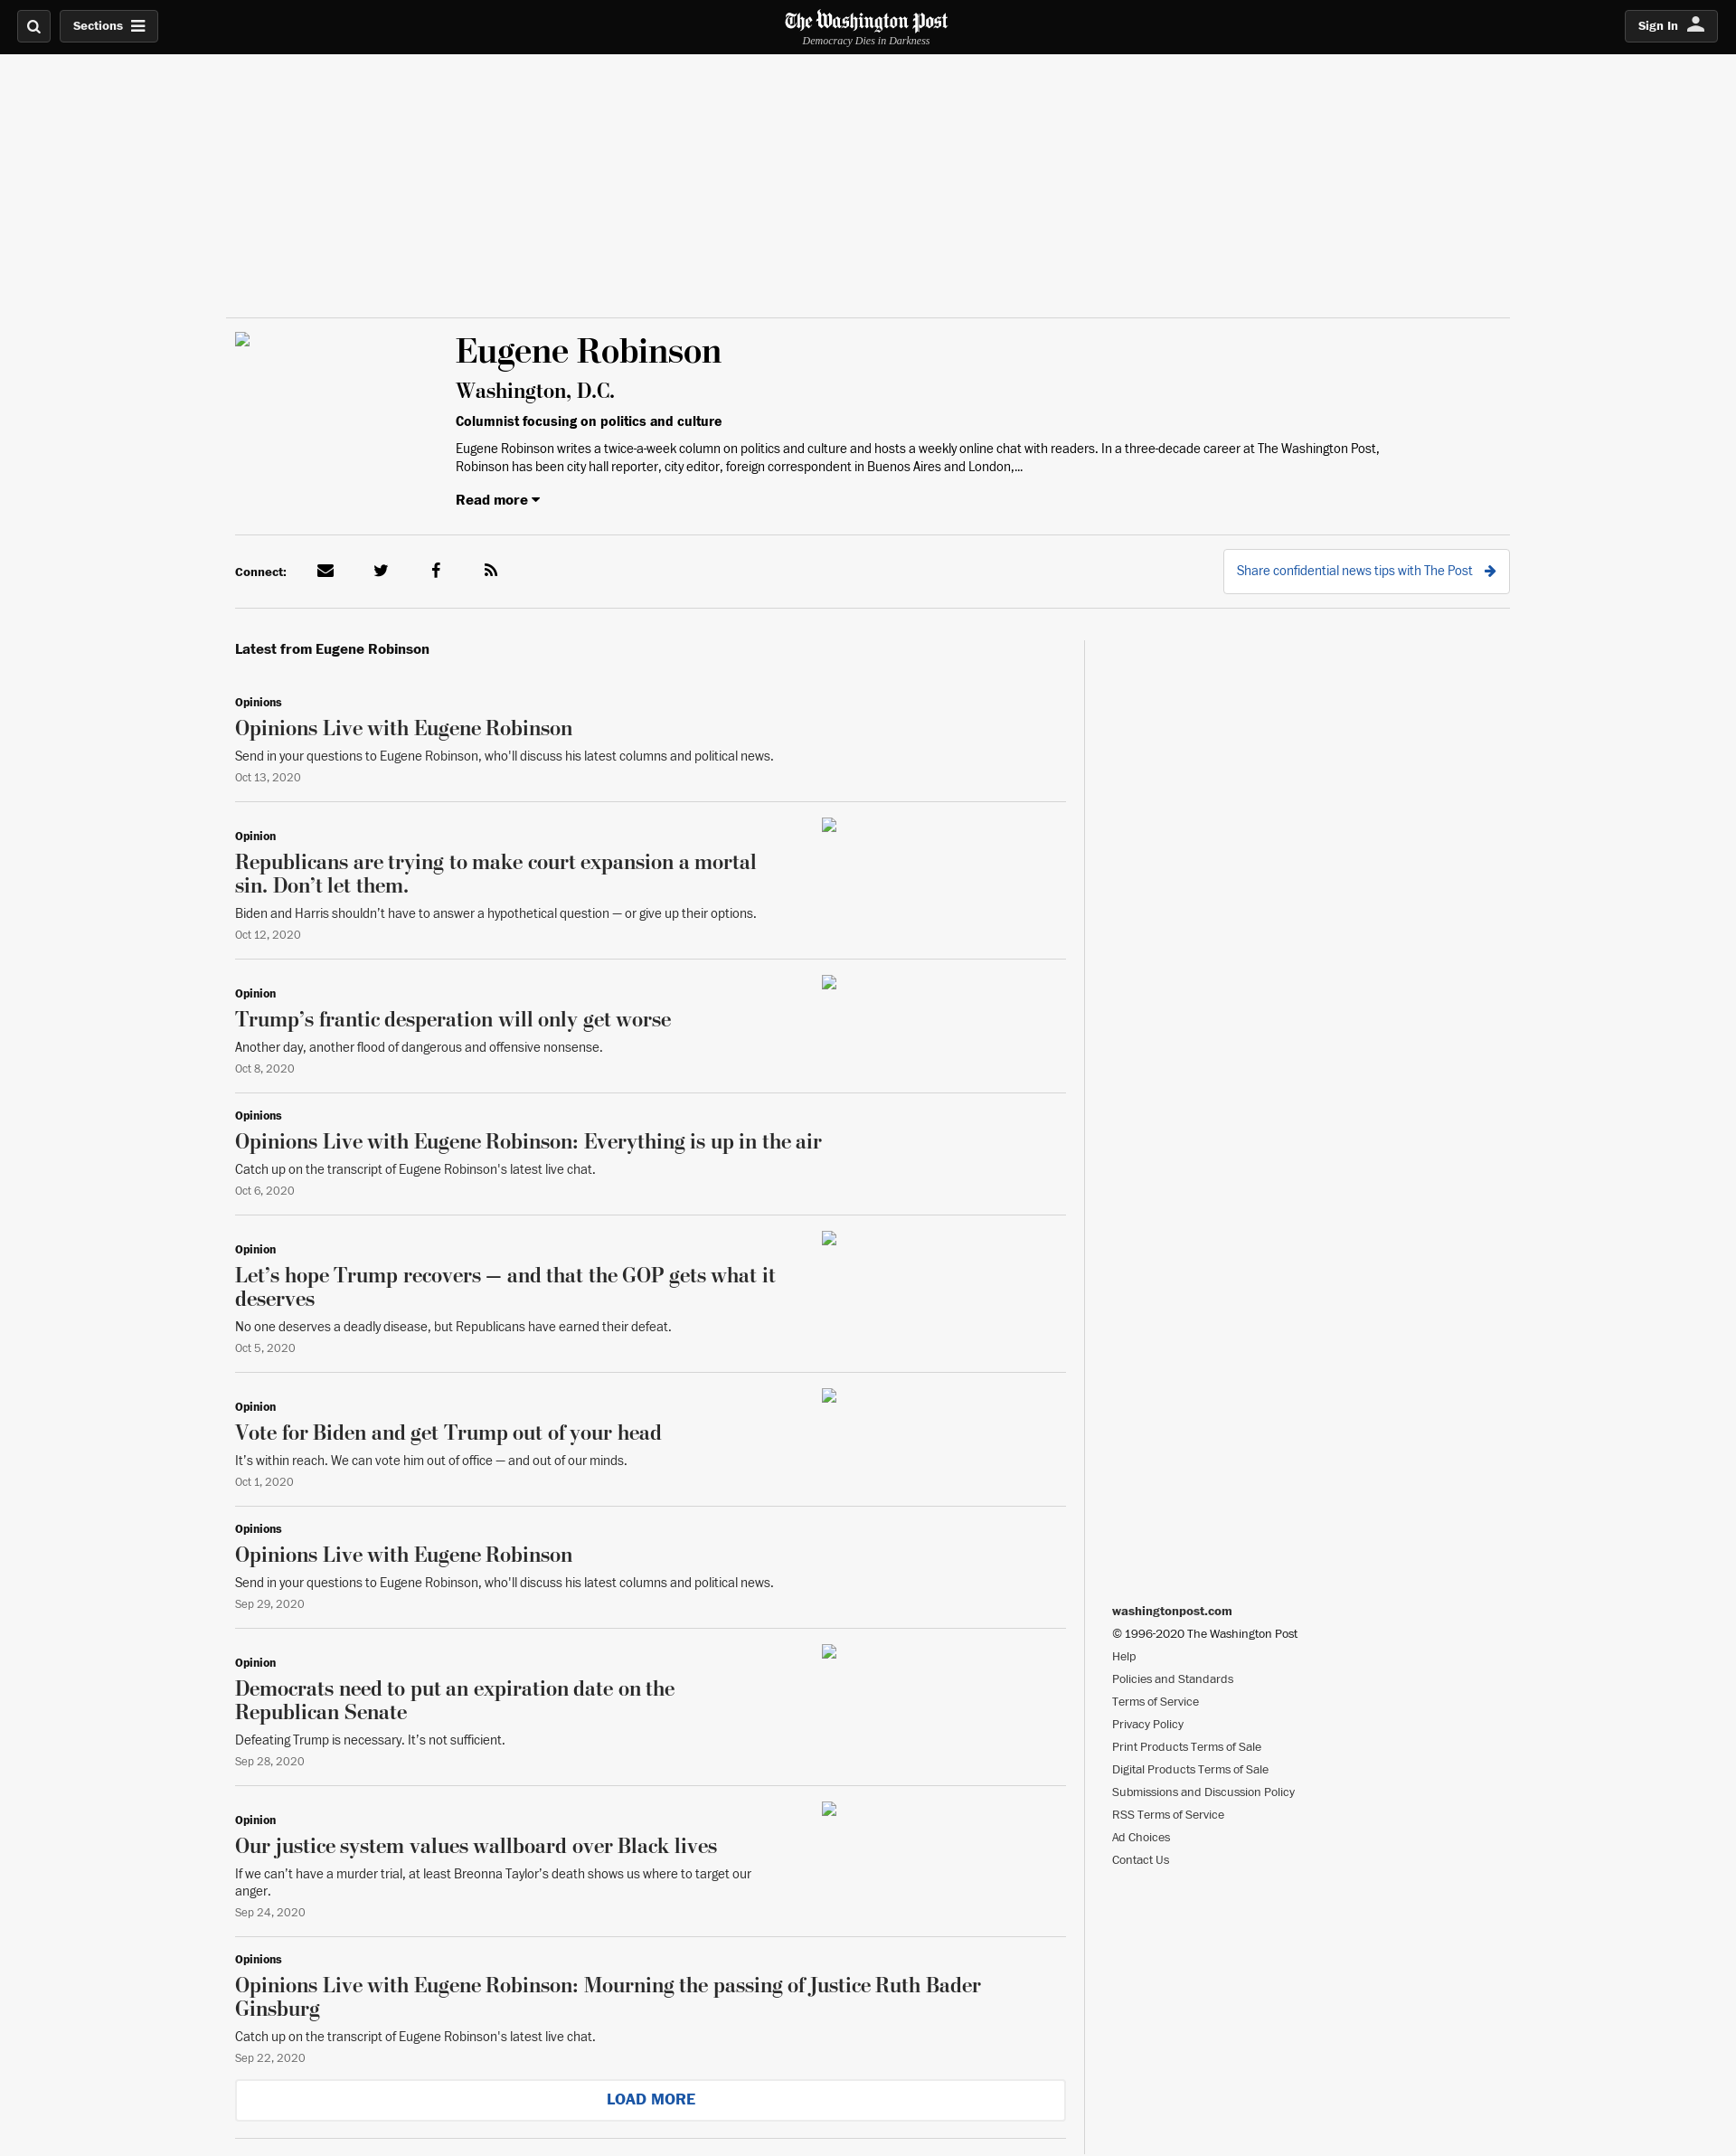 Sections
The Washington Post
Democracy Dies in Darkness
Sign In
Eugene Robinson
Washington, D.C.
Columnist focusing on politics and culture
Eugene Robinson writes a twice-a-week column on politics and culture and hosts a weekly online chat with readers. In a three-decade career at The Washington Post,
Robinson has been city hall reporter, city editor, foreign correspondent in Buenos Aires and London,...
Read more
Connect:
Share confidential news tips with The Post
Latest from Eugene Robinson
Opinions
Opinions Live with Eugene Robinson
Send in your questions to Eugene Robinson, who'll discuss his latest columns and political news.
Oct 13, 2020
Opinion
Republicans are trying to make court expansion a mortal
sin. Don’t let them.
Biden and Harris shouldn’t have to answer a hypothetical question — or give up their options.
Oct 12, 2020
Opinion
Trump’s frantic desperation will only get worse
Another day, another flood of dangerous and offensive nonsense.
Oct 8, 2020
Opinions
Opinions Live with Eugene Robinson: Everything is up in the air
Catch up on the transcript of Eugene Robinson's latest live chat.
Oct 6, 2020
Opinion
Let’s hope Trump recovers — and that the GOP gets what it
deserves
No one deserves a deadly disease, but Republicans have earned their defeat.
Oct 5, 2020
Opinion
Vote for Biden and get Trump out of your head
It’s within reach. We can vote him out of office — and out of our minds.
Oct 1, 2020
Opinions
Opinions Live with Eugene Robinson
Send in your questions to Eugene Robinson, who'll discuss his latest columns and political news.
Sep 29, 2020
Opinion
Democrats need to put an expiration date on the
Republican Senate
Defeating Trump is necessary. It’s not sufficient.
Sep 28, 2020
Opinion
Our justice system values wallboard over Black lives
If we can’t have a murder trial, at least Breonna Taylor’s death shows us where to target our
anger.
Sep 24, 2020
Opinions
Opinions Live with Eugene Robinson: Mourning the passing of Justice Ruth Bader
Ginsburg
Catch up on the transcript of Eugene Robinson's latest live chat.
Sep 22, 2020
LOAD MORE
washingtonpost.com
© 1996-2020 The Washington Post
Help
Policies and Standards
Terms of Service
Privacy Policy
Print Products Terms of Sale
Digital Products Terms of Sale
Submissions and Discussion Policy
RSS Terms of Service
Ad Choices
Contact Us